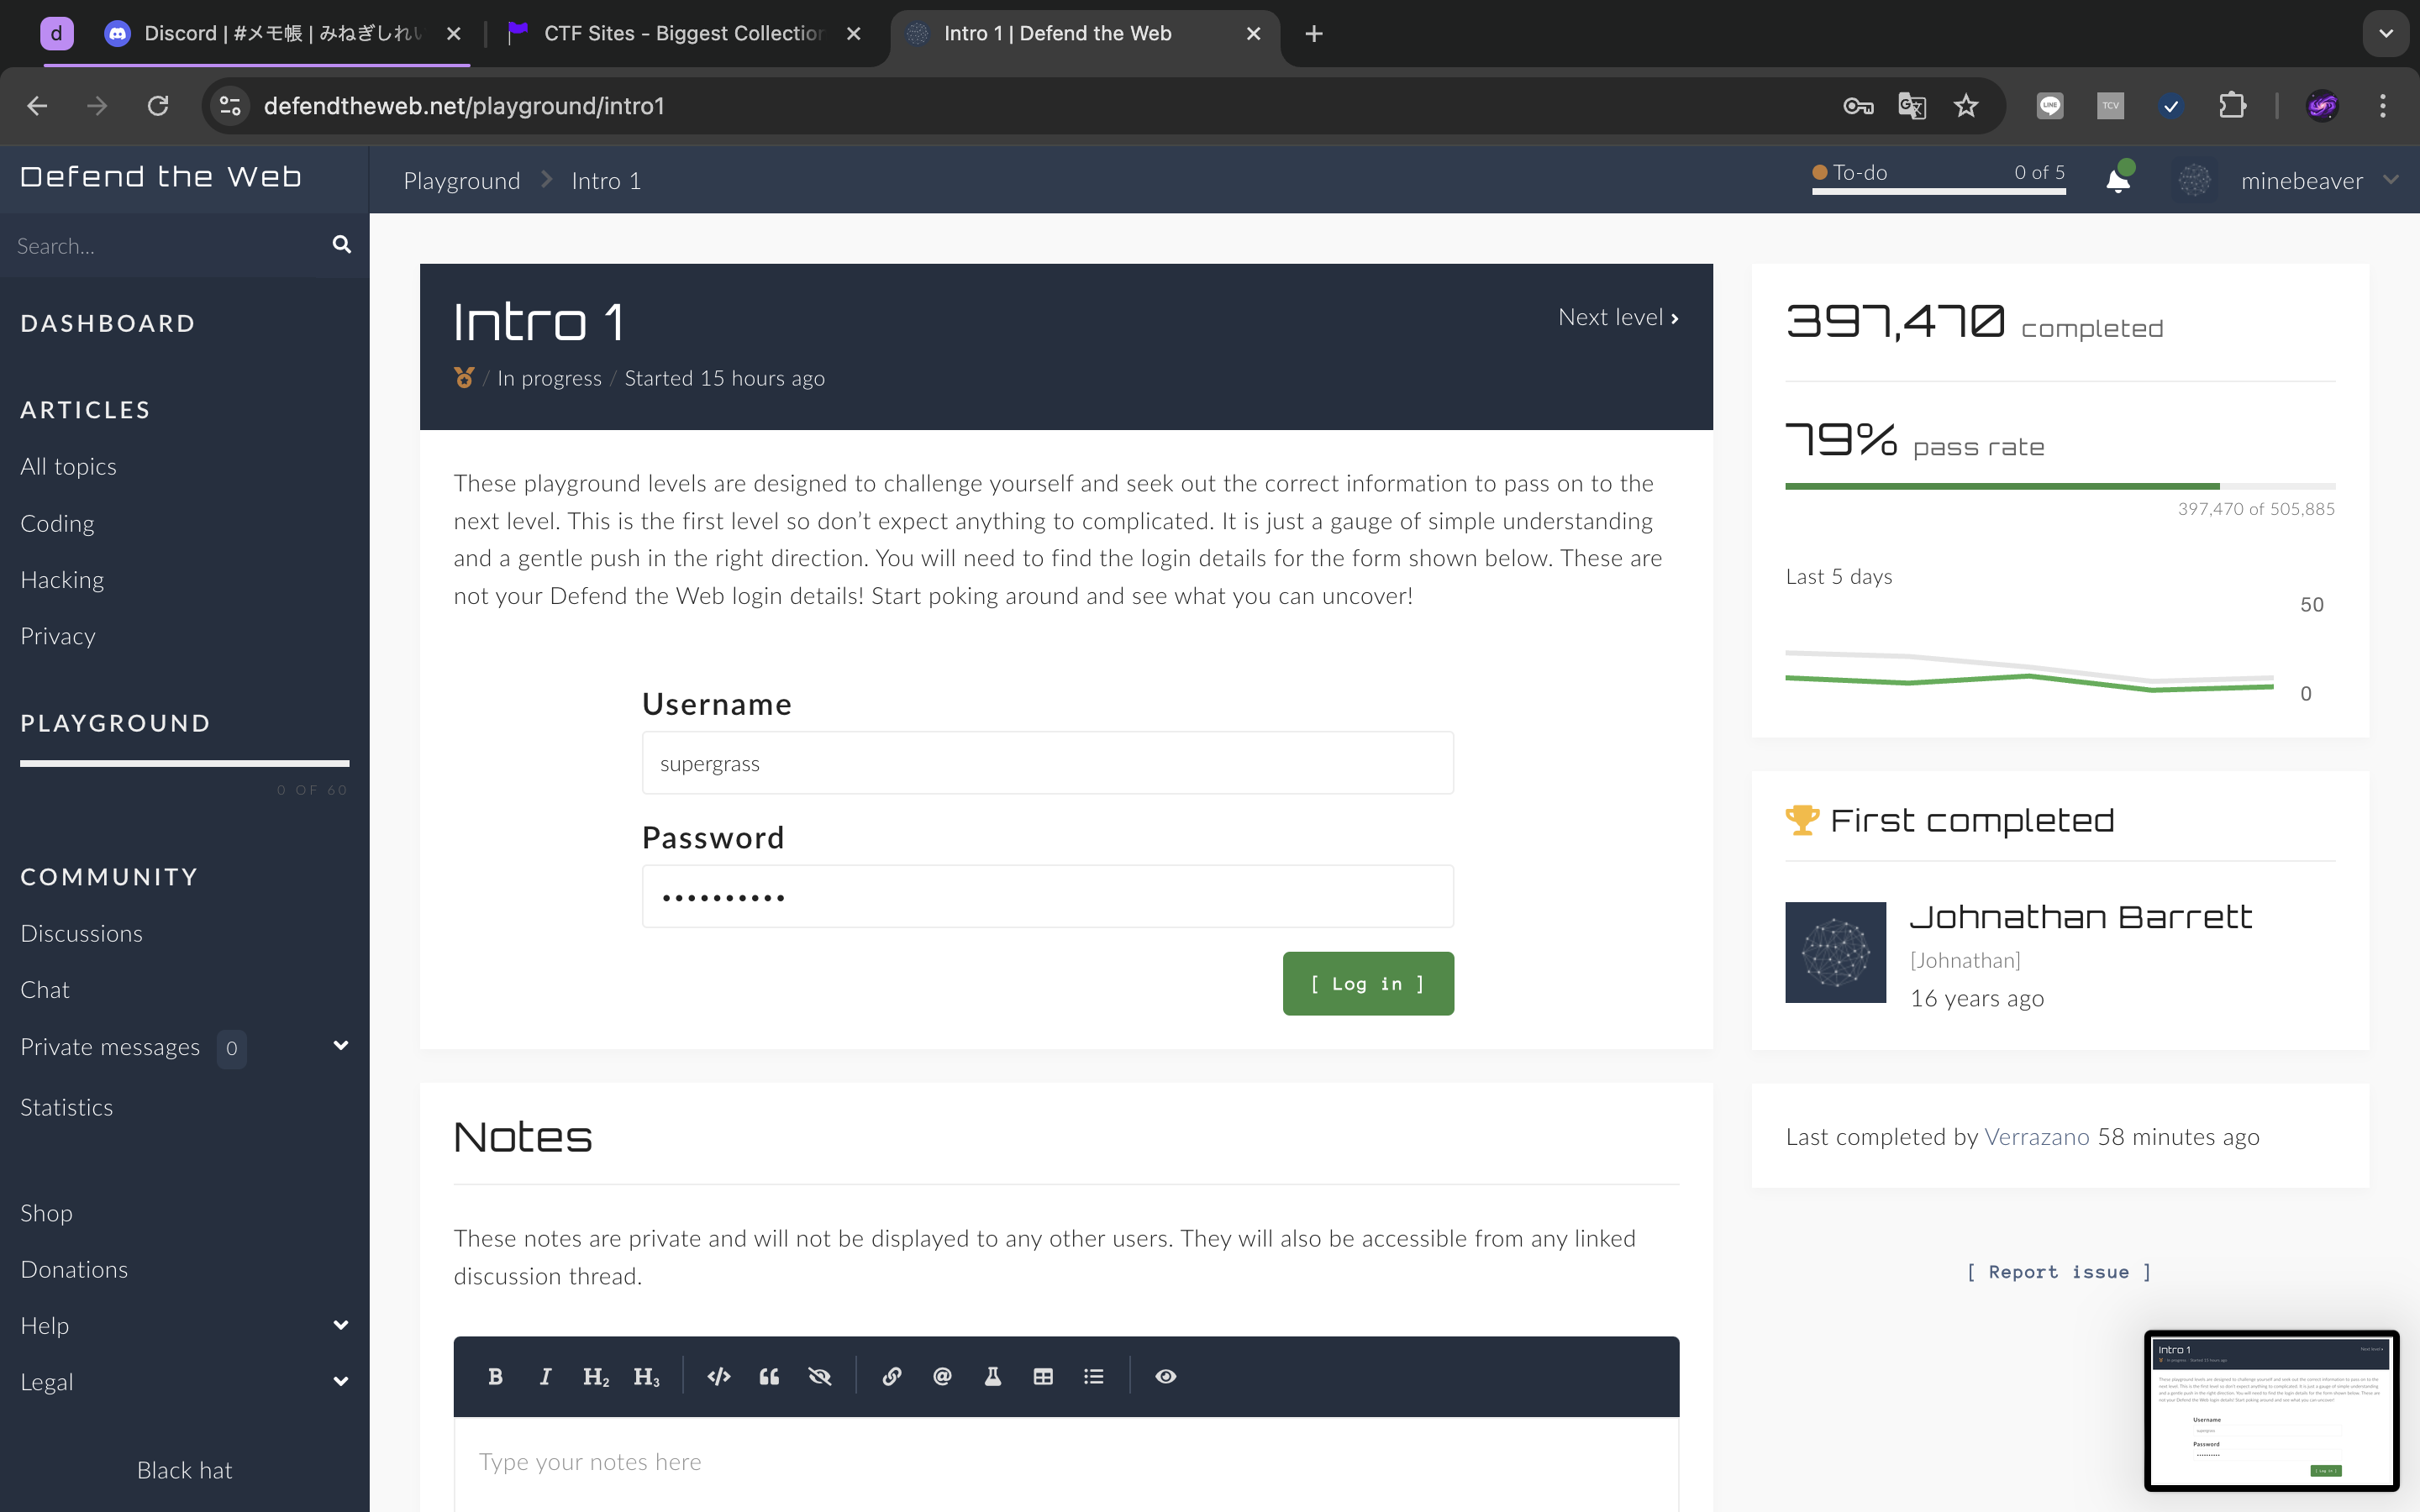 d
Discord | #メモ帳 | みねぎしれい
CTF Sites - Biggest Collection
Intro 1 | Defend the Web
defendtheweb.net/playground/intro1
LINE
TCV
Defend the Web
Playground
Intro 1
To-do
0 of 5
minebeaver
Search...
DASHBOARD
ARTICLES
All topics
Coding
Hacking
Privacy
PLAYGROUND
0 OF 60
COMMUNITY
Discussions
Chat
Private messages 0
Statistics
Shop
Donations
Help
Legal
Black hat
Intro 1
Next level ›
/ In progress / Started 15 hours ago
These playground levels are designed to challenge yourself and seek out the correct information to pass on to the
next level. This is the first level so don’t expect anything to complicated. It is just a gauge of simple understanding
and a gentle push in the right direction. You will need to find the login details for the form shown below. These are
not your Defend the Web login details! Start poking around and see what you can uncover!
Username
supergrass
Password
••••••••••
[ Log in ]
Notes
These notes are private and will not be displayed to any other users. They will also be accessible from any linked
discussion thread.
B I H2 H3
Type your notes here
397,470 completed
79% pass rate
397,470 of 505,885
Last 5 days
50
0
First completed
Johnathan Barrett
[Johnathan]
16 years ago
Last completed by Verrazano 58 minutes ago
[ Report issue ]
Intro 1
Username
Password
[ Log in ]